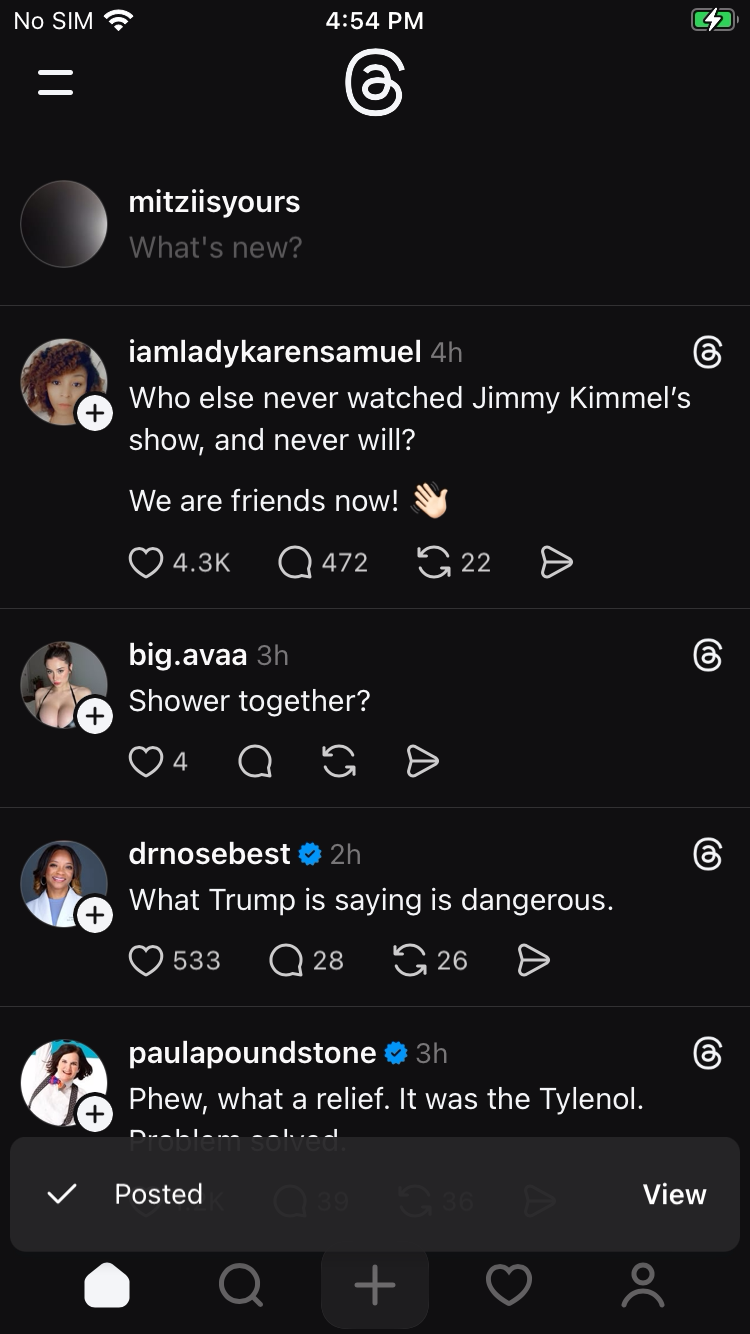 No SIM 4:54 PM
mitziisyours
What's new?
iamladykarensamuel 4h
Who else never watched Jimmy Kimmel’s
show, and never will?
We are friends now! 👋🏻
4.3K 472 22
big.avaa 3h
Shower together?
4
drnosebest 2h
What Trump is saying is dangerous.
533 28 26
paulapoundstone 3h
Phew, what a relief. It was the Tylenol.
Problem solved.
39 36
Posted View